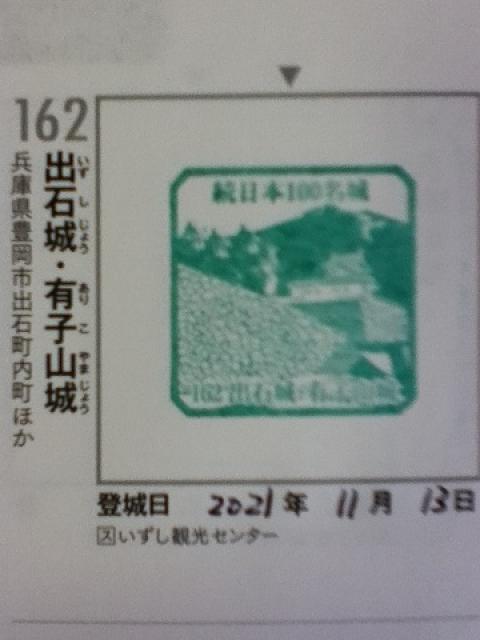 162
出石城・有子山城
いずしじょう ありこやまじょう
兵庫県豊岡市出石町内町ほか
続日本100名城
162 出石城・有子山城
登城日 2021年 11月 13日
スいずし観光センター